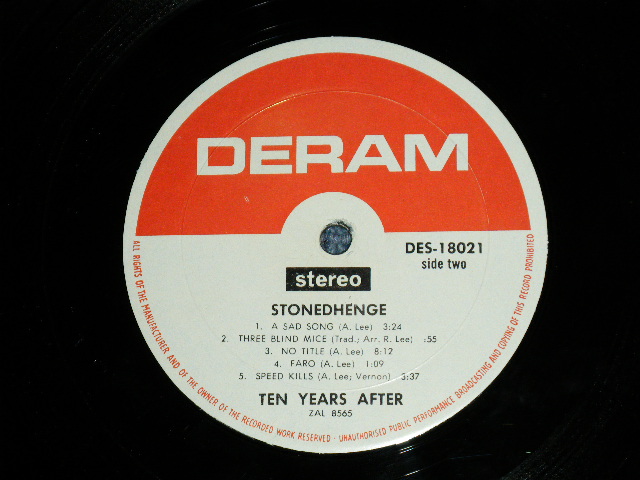 DERAM
DES-18021
side two
stereo
STONEDHENGE
1. A SAD SONG (A. Lee) 3:24
2. THREE BLIND MICE (Trad.; Arr. R. Lee) :55
3. NO TITLE (A. Lee) 8:12
4. FARO (A. Lee) 1:09
5. SPEED KILLS (A. Lee; Vernon) 3:37
TEN YEARS AFTER
ZAL 8565
ALL RIGHTS OF THE MANUFACTURER AND OF THE OWNER OF THE RECORDED WORK RESERVED · UNAUTHORISED PUBLIC PERFORMANCE BROADCASTING AND COPYING OF THIS RECORD PROHIBITED